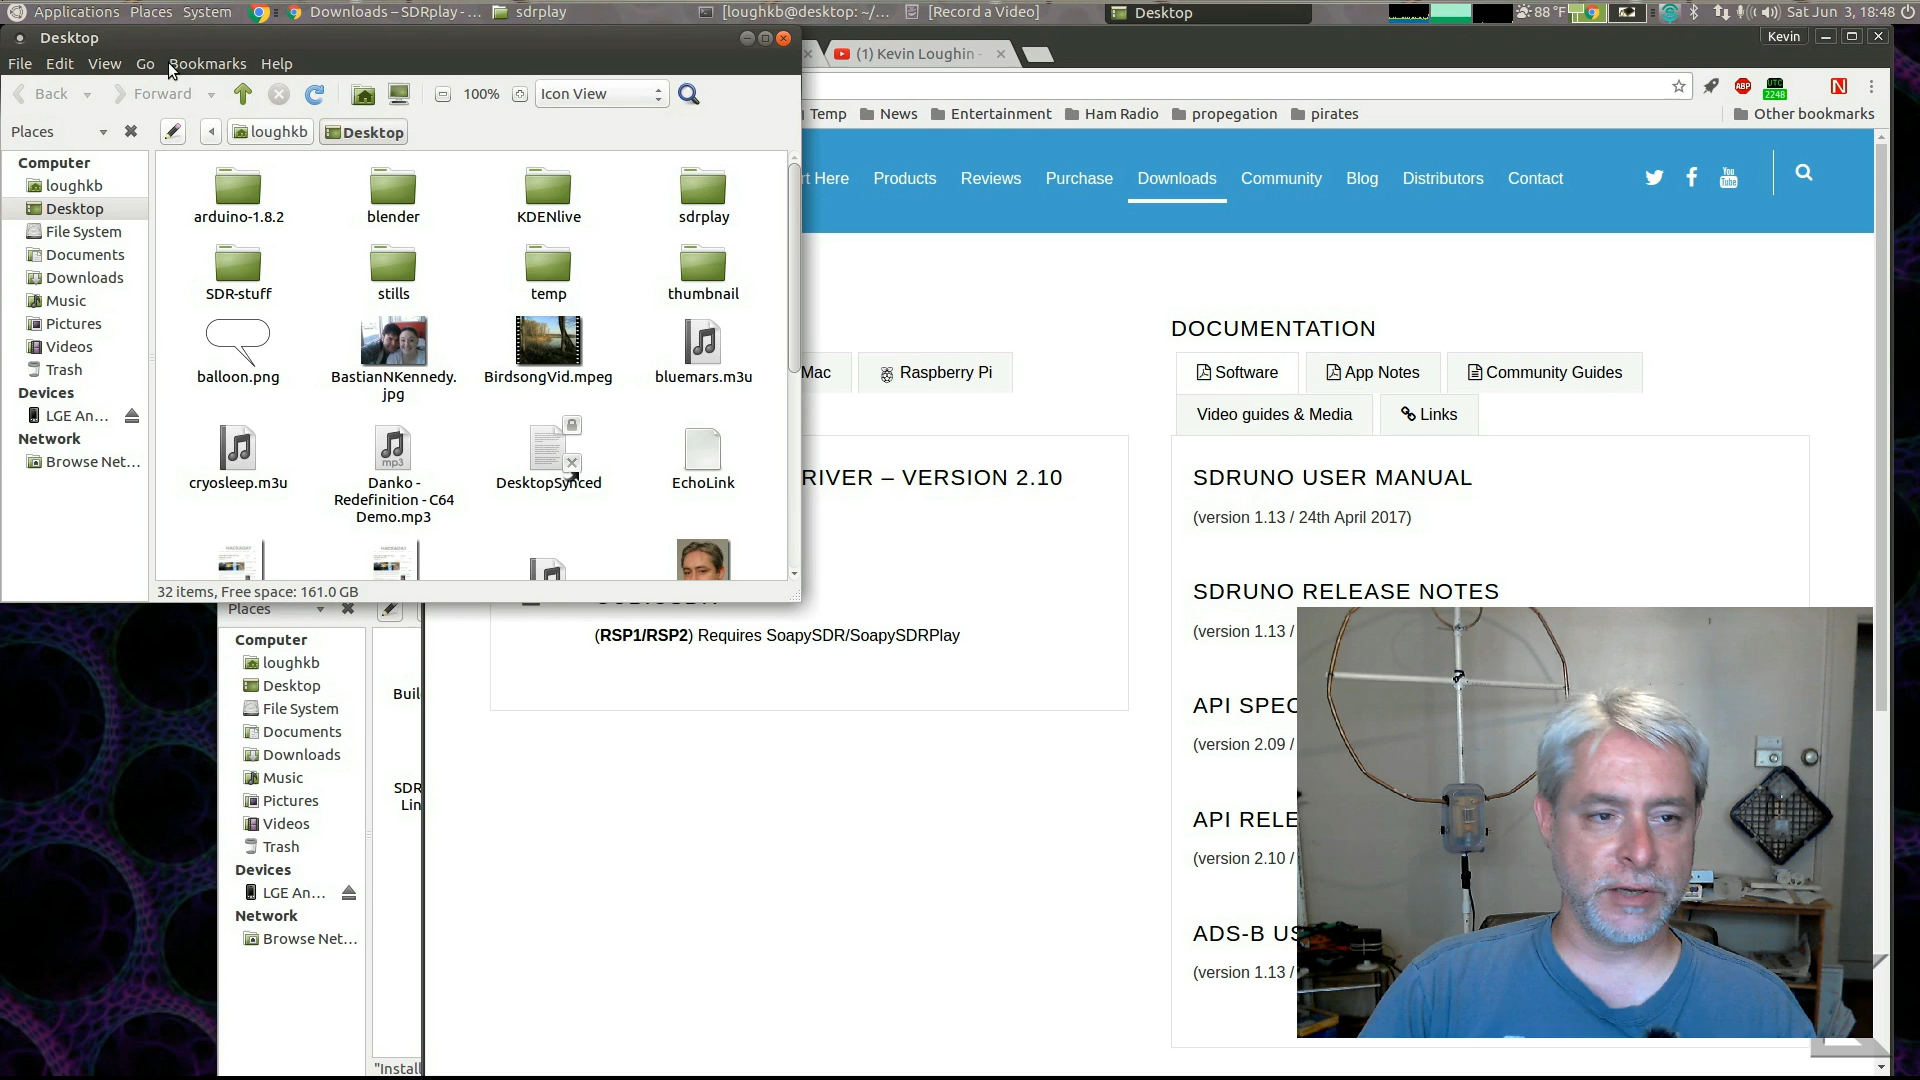 Applications Places System Downloads – SDRplay - ... sdrplay [loughkb@desktop: ~/... [Record a Video] Desktop 88 °F Sat Jun 3, 18:48
Desktop
Kevin
(1) Kevin Loughin -
File Edit View Go Bookmarks Help
Back Forward 100% Icon View
ABP UTC 2248 N
Places loughkb Desktop
Temp News Entertainment Ham Radio propegation pirates Other bookmarks
Computer
loughkb
Desktop
File System
Documents
Downloads
Music
Pictures
Videos
Trash
Devices
LGE An...
Network
Browse Net...
arduino-1.8.2 blender KDENlive sdrplay
SDR-stuff stills temp thumbnail
balloon.png BastianNKennedy.
jpg BirdsongVid.mpeg bluemars.m3u
mp3
cryosleep.m3u Danko -
Redefinition - C64
Demo.mp3 DesktopSynced EchoLink
32 items, Free space: 161.0 GB
rt Here Products Reviews Purchase Downloads Community Blog Distributors Contact You Tube
Mac Raspberry Pi
RIVER – VERSION 2.10
(RSP1/RSP2) Requires SoapySDR/SoapySDRPlay
DOCUMENTATION
Software App Notes Community Guides
Video guides & Media Links
SDRUNO USER MANUAL
(version 1.13 / 24th April 2017)
SDRUNO RELEASE NOTES
(version 1.13 /
API SPEC
(version 2.09 /
API RELE
(version 2.10 /
ADS-B US
(version 1.13 /
Places
Computer
loughkb
Desktop
File System
Documents
Downloads
Music
Pictures
Videos
Trash
Devices
LGE An...
Network
Browse Net...
Buil
SDR
Lin
"Install